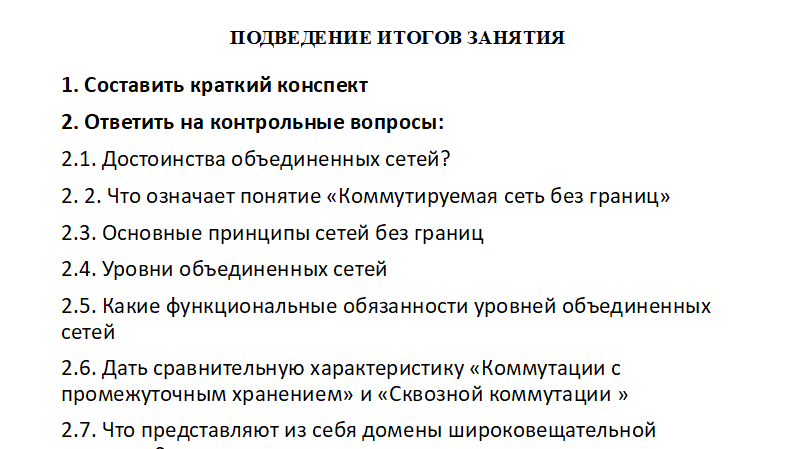 ПОДВЕДЕНИЕ ИТОГОВ ЗАНЯТИЯ
1. Составить краткий конспект
2. Ответить на контрольные вопросы:
2.1. Достоинства объединенных сетей?
2. 2. Что означает понятие «Коммутируемая сеть без границ»
2.3. Основные принципы сетей без границ
2.4. Уровни объединенных сетей
2.5. Какие функциональные обязанности уровней объединенных
сетей
2.6. Дать сравнительную характеристику «Коммутации с
промежуточным хранением» и «Сквозной коммутации »
2.7. Что представляют из себя домены широковещательной